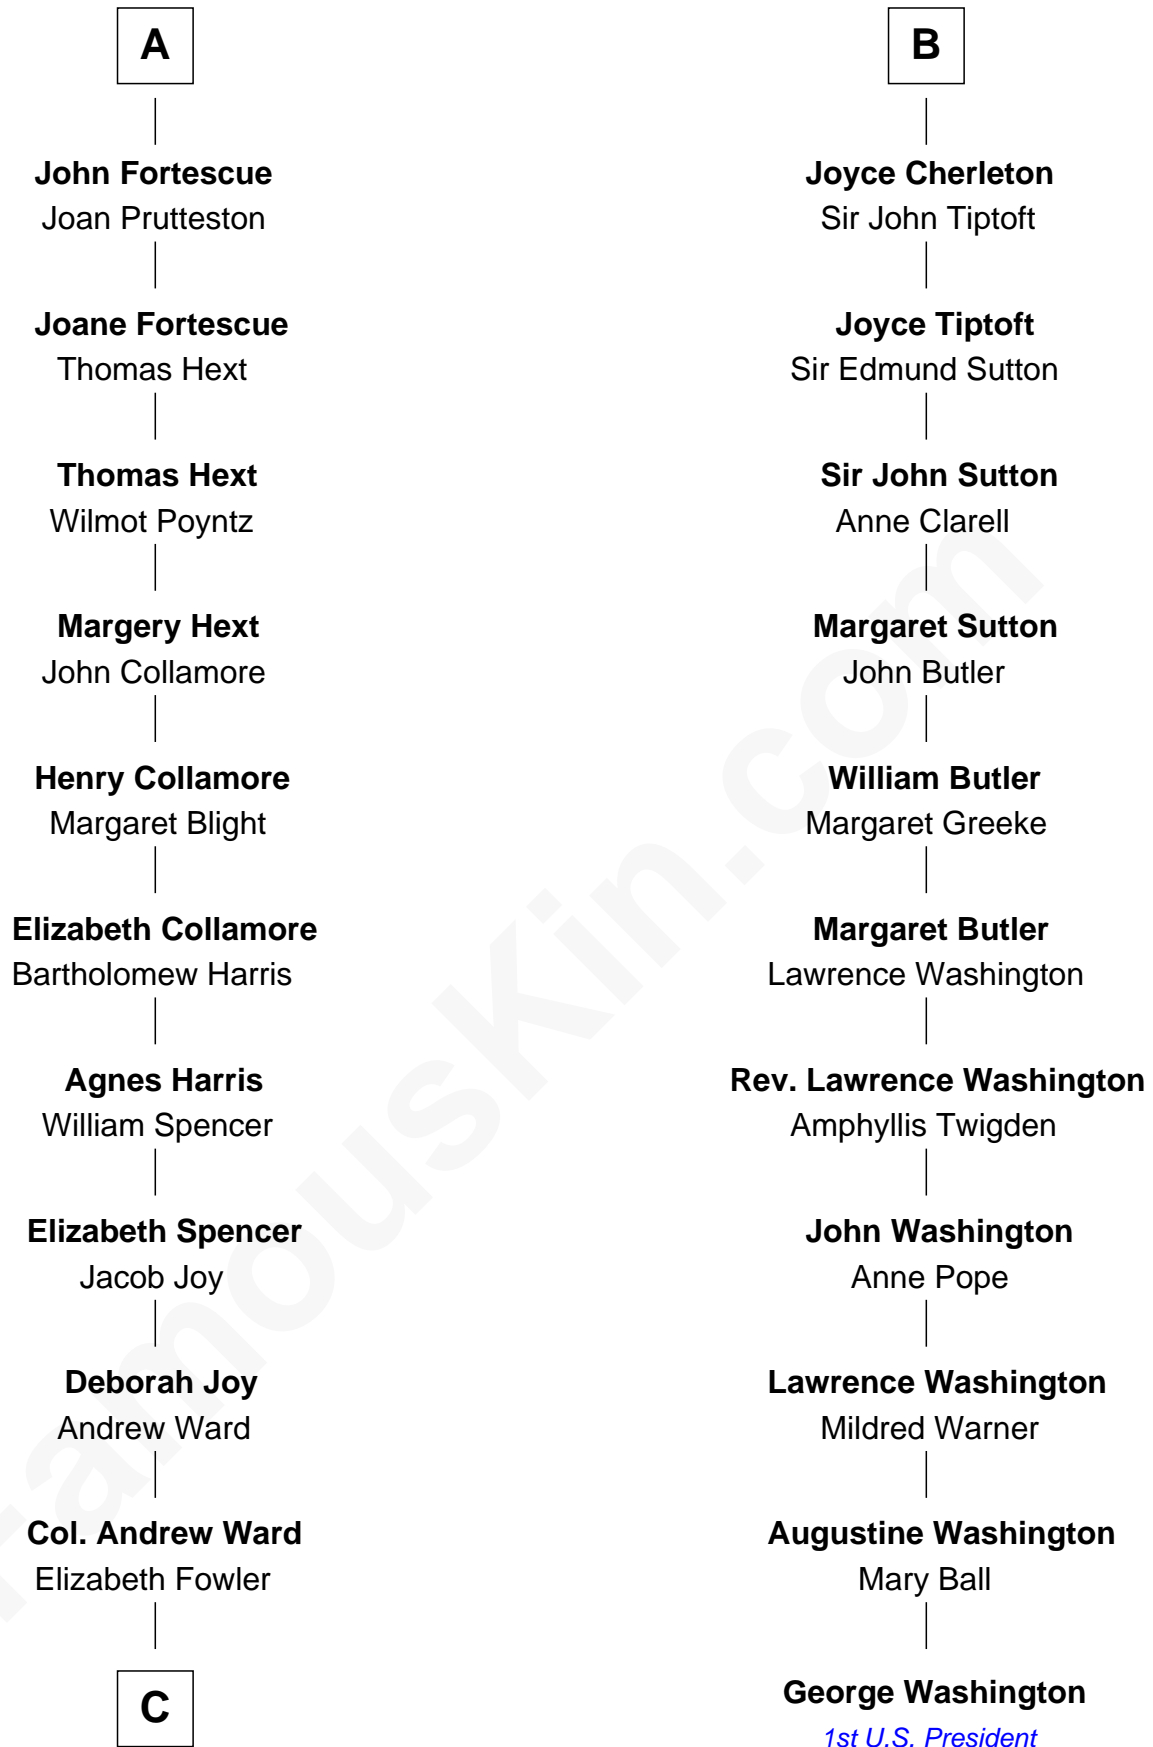 A
John Fortescue
Joan Prutteston
Joane Fortescue
Thomas Hext
Thomas Hext
Wilmot Poyntz
Margery Hext
John Collamore
Henry Collamore
Margaret Blight
Elizabeth Collamore
Bartholomew Harris
Agnes Harris
William Spencer
Elizabeth Spencer
Jacob Joy
Deborah Joy
Andrew Ward
Col. Andrew Ward
Elizabeth Fowler
C
B
Joyce Cherleton
Sir John Tiptoft
Joyce Tiptoft
Sir Edmund Sutton
Sir John Sutton
Anne Clarell
Margaret Sutton
John Butler
William Butler
Margaret Greeke
Margaret Butler
Lawrence Washington
Rev. Lawrence Washington
Amphyllis Twigden
John Washington
Anne Pope
Lawrence Washington
Mildred Warner
Augustine Washington
Mary Ball
George Washington
1st U.S. President
FamousKin.com